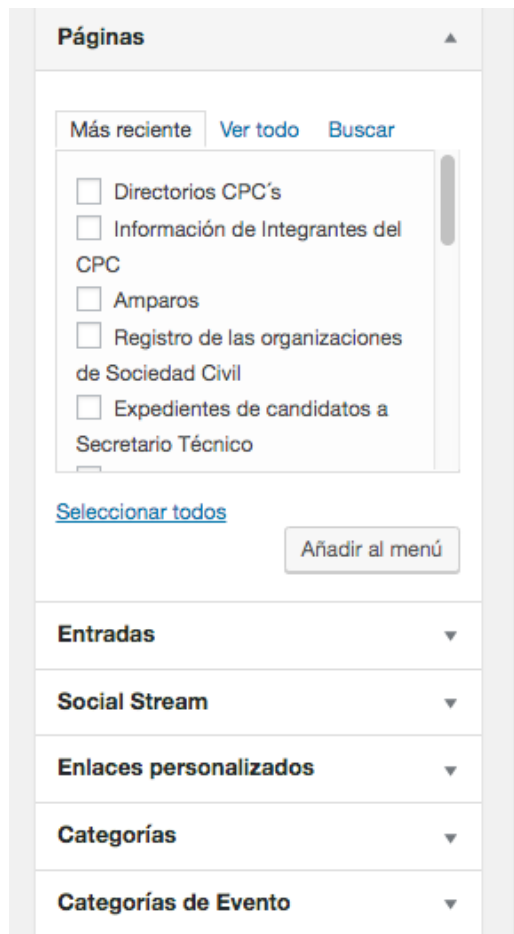 Páginas
Más reciente Ver todo Buscar
Directorios CPC´s
Información de Integrantes del
CPC
Amparos
Registro de las organizaciones
de Sociedad Civil
Expedientes de candidatos a
Secretario Técnico
Seleccionar todos
Añadir al menú
Entradas
Social Stream
Enlaces personalizados
Categorías
Categorías de Evento